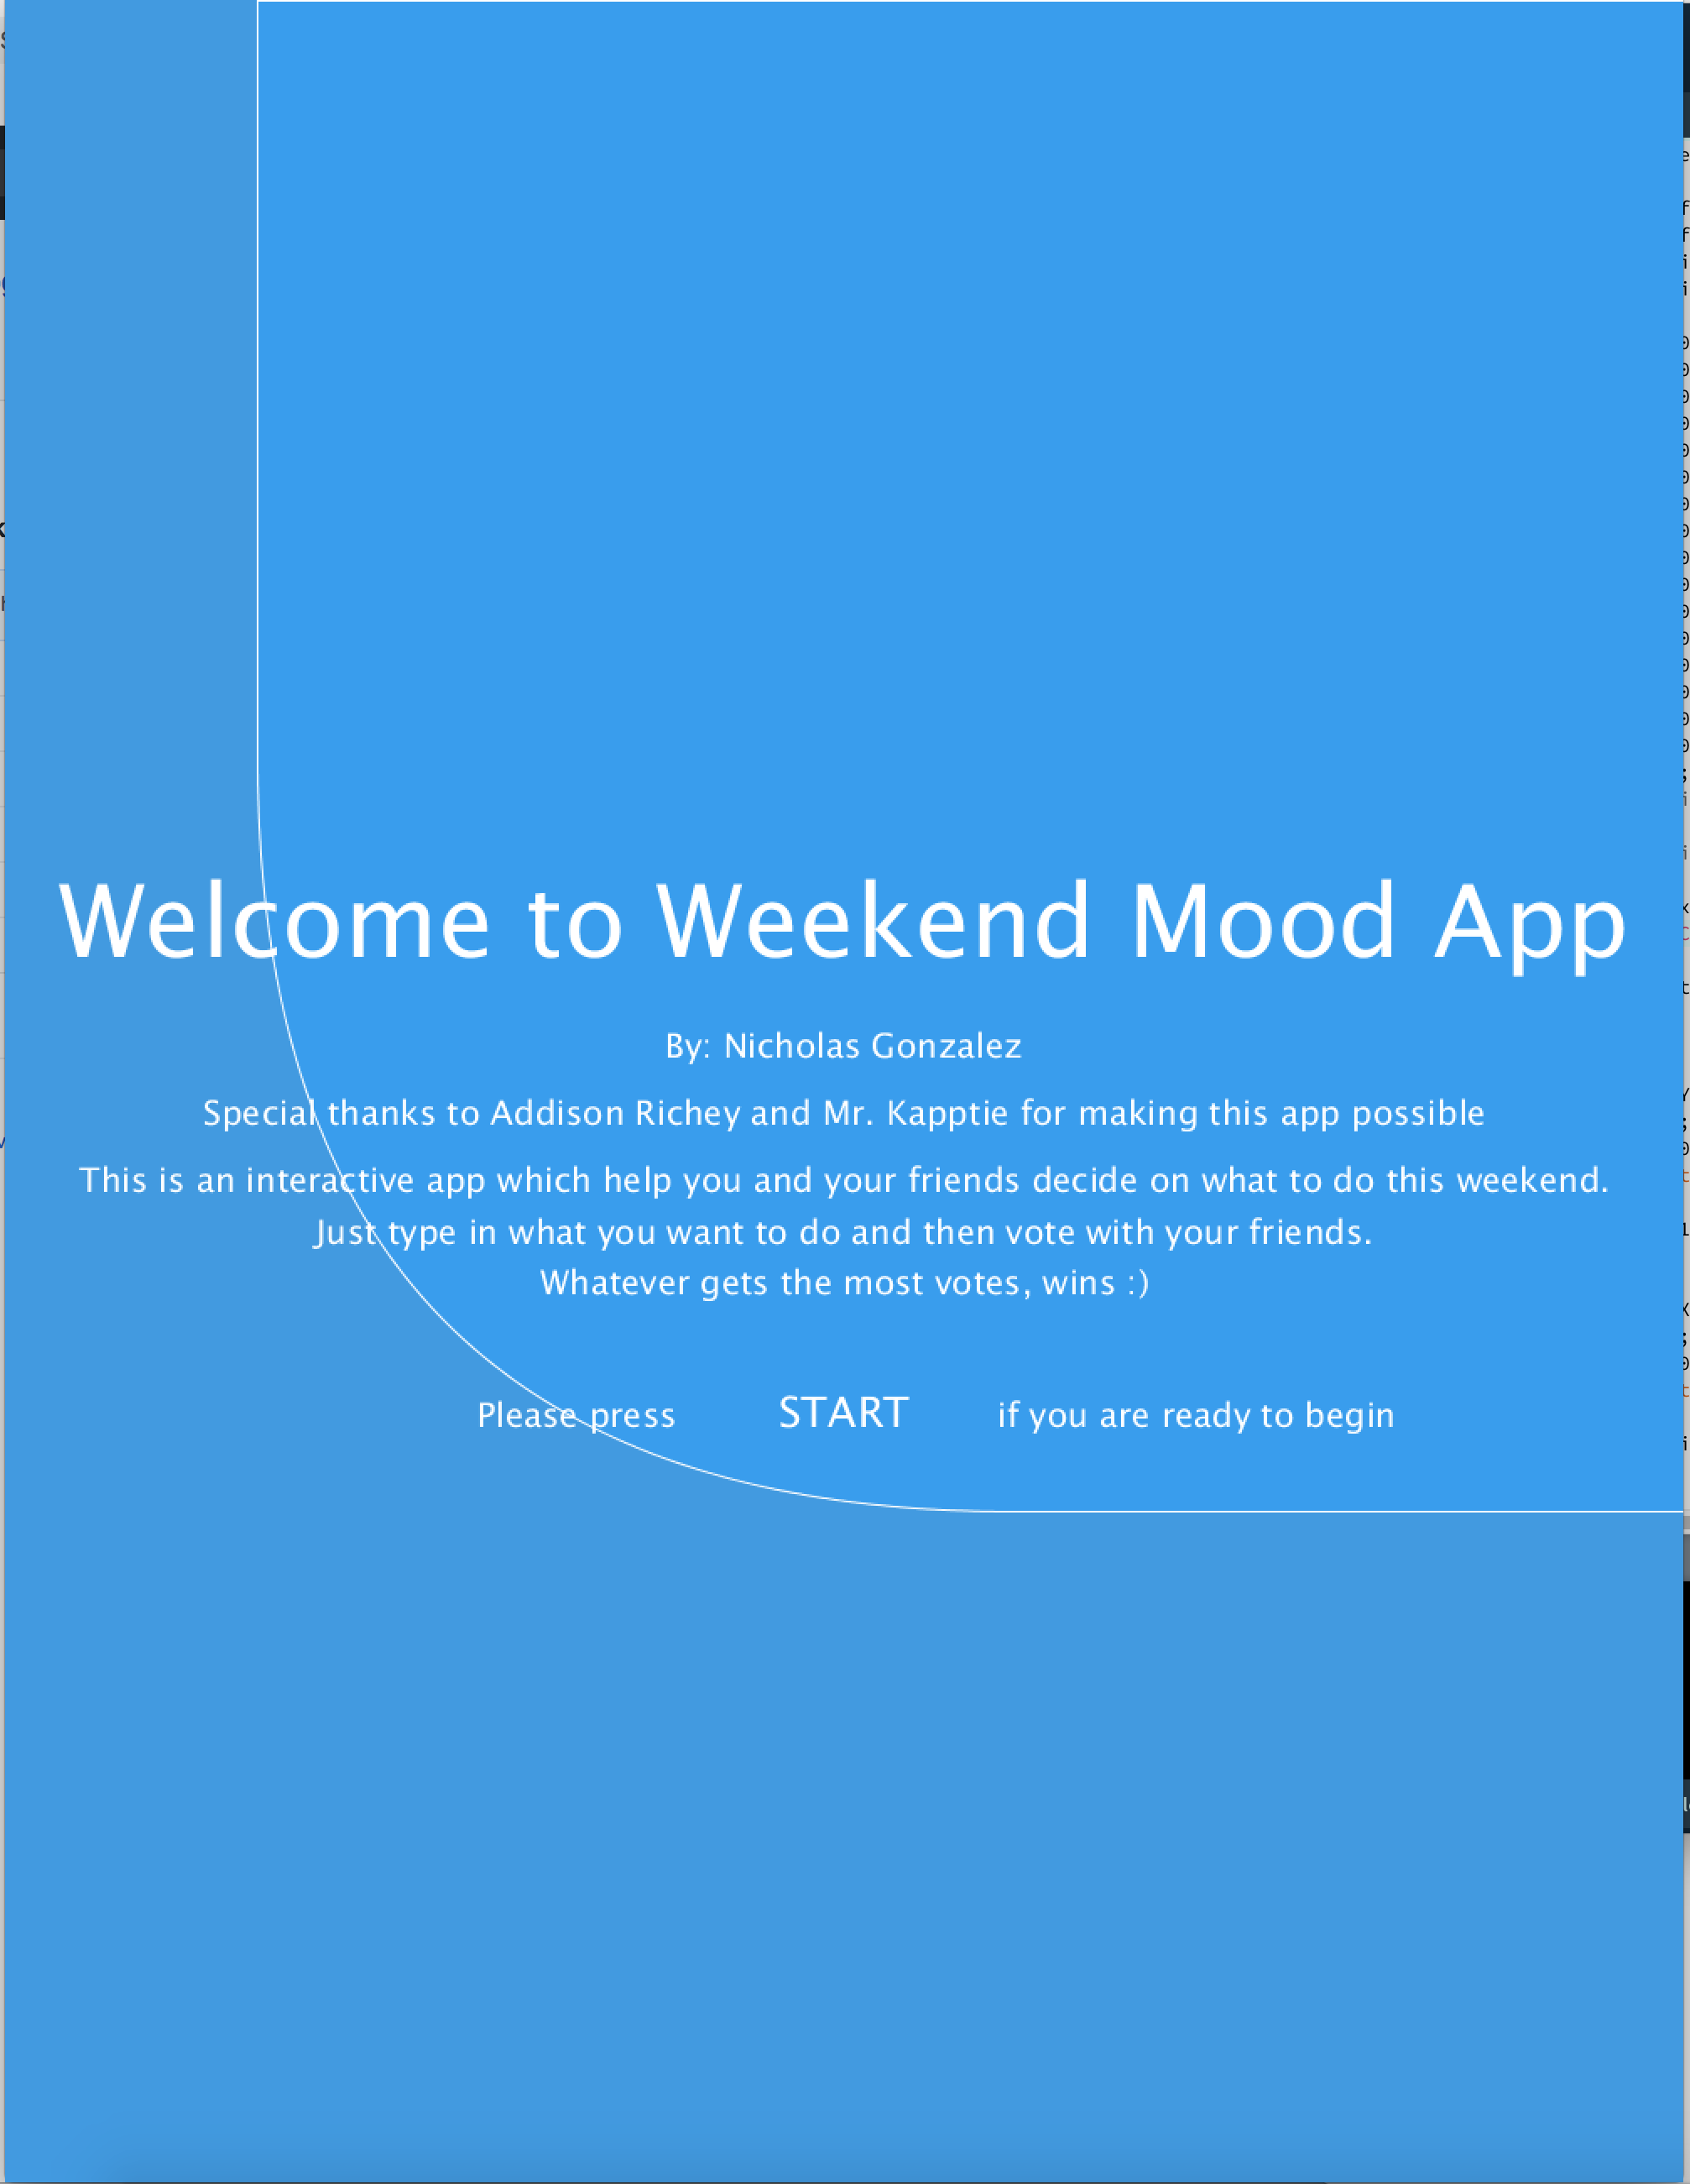 Welcome to Weekend Mood App
By: Nicholas Gonzalez
Special thanks to Addison Richey and Mr. Kapptie for making this app possible
This is an interactive app which help you and your friends decide on what to do this weekend.
Just type in what you want to do and then vote with your friends.
Whatever gets the most votes, wins :)
Please press START if you are ready to begin